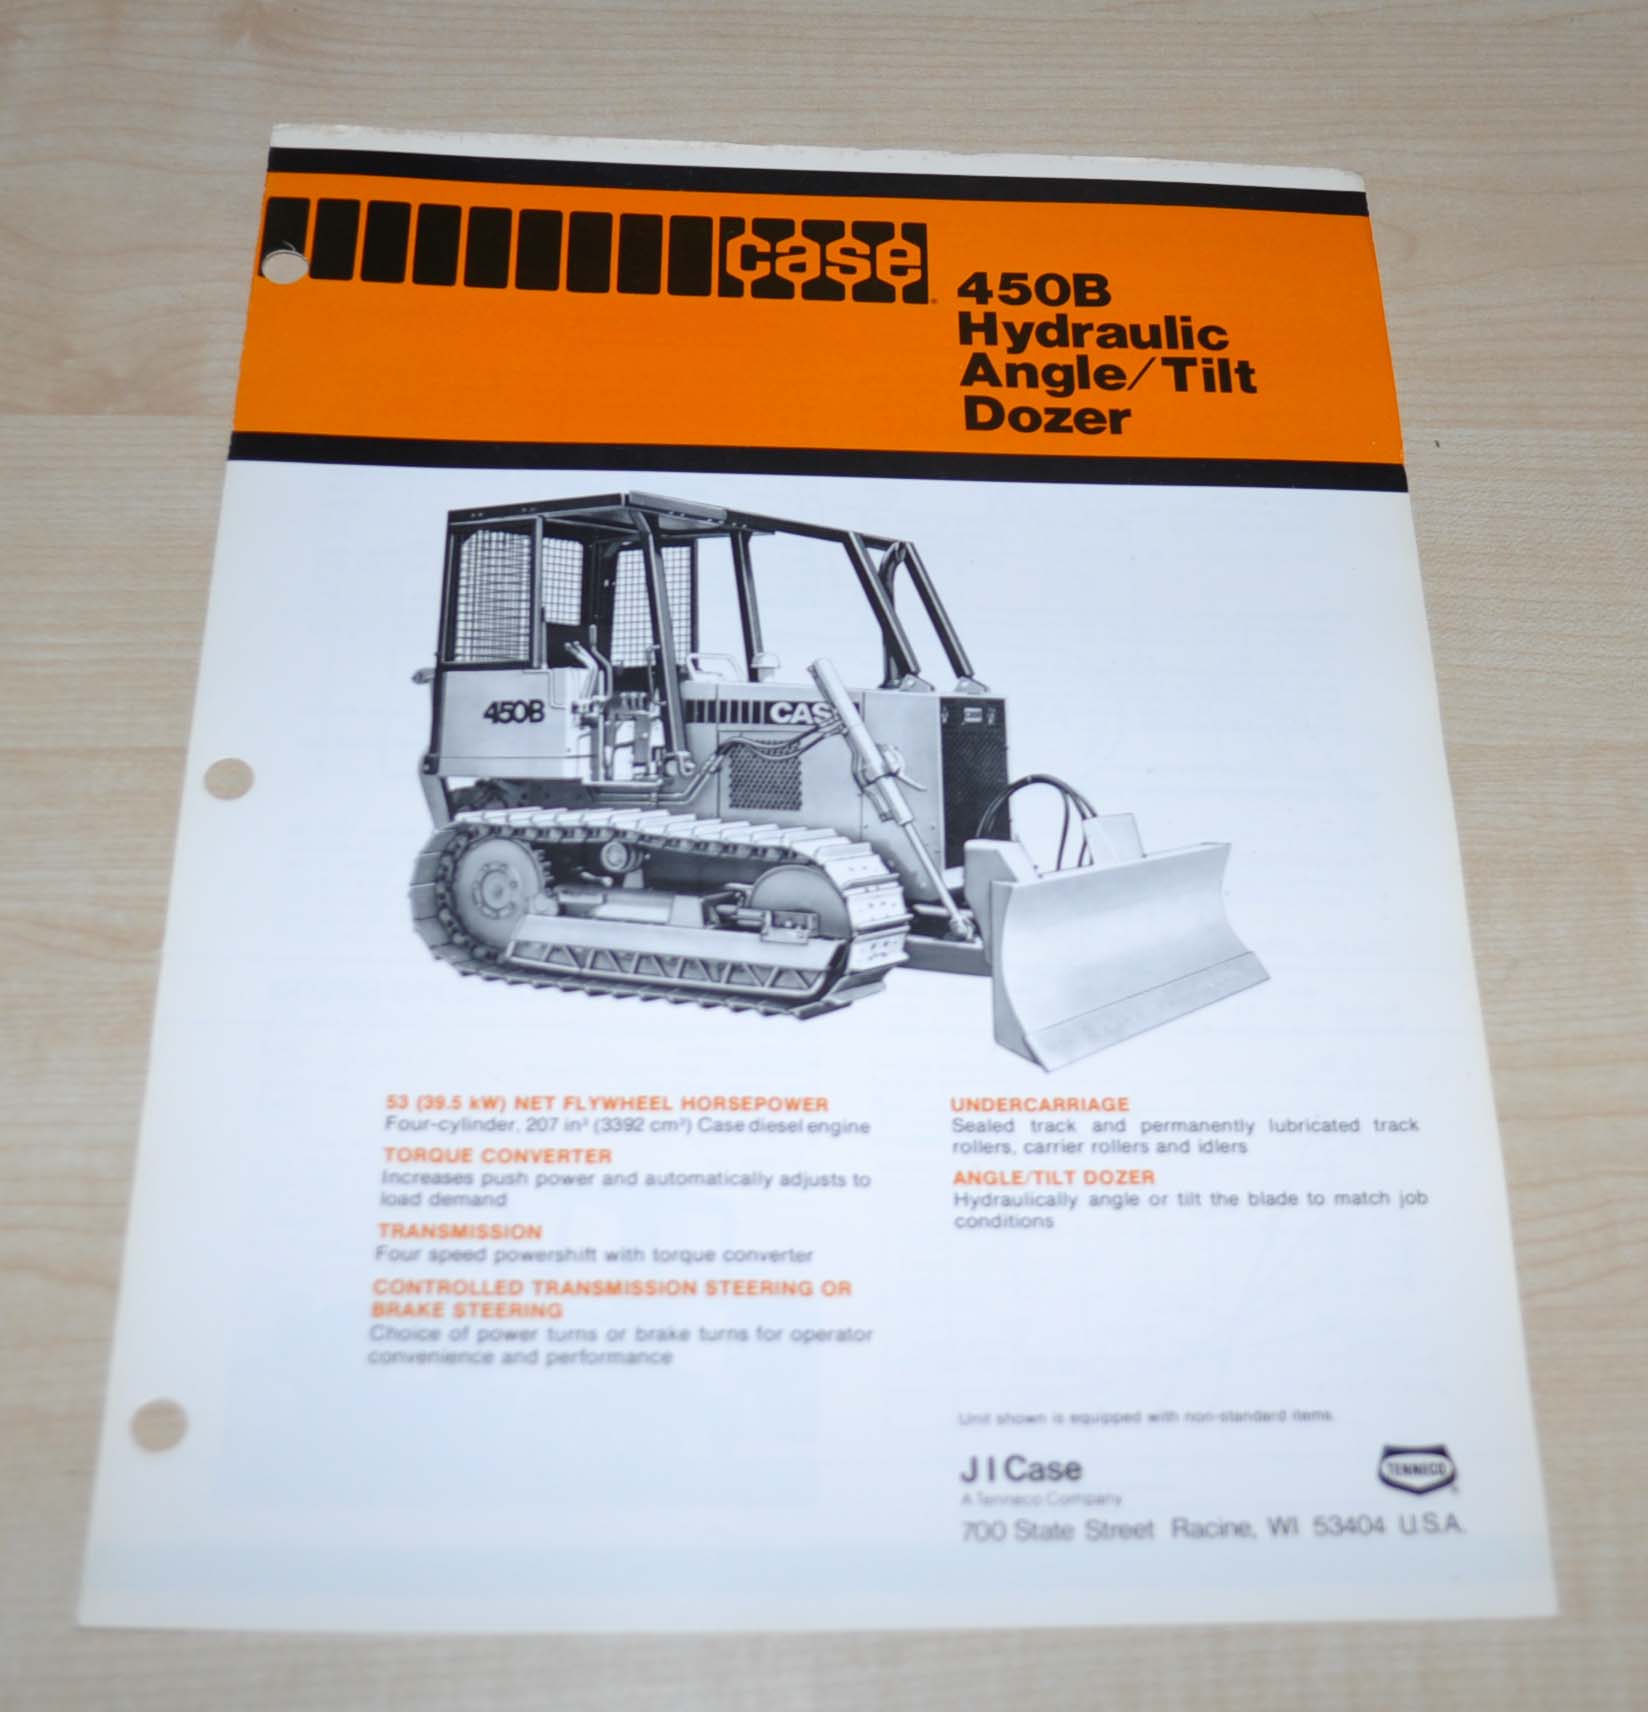 case
450B
Hydraulic
Angle/Tilt
Dozer
450B
CASE
53 (39.5 kW) NET FLYWHEEL HORSEPOWER
Four-cylinder, 207 in³ (3392 cm³) Case diesel engine
TORQUE CONVERTER
Increases push power and automatically adjusts to
load demand
TRANSMISSION
Four speed powershift with torque converter
CONTROLLED TRANSMISSION STEERING OR
BRAKE STEERING
Choice of power turns or brake turns for operator
convenience and performance
UNDERCARRIAGE
Sealed track and permanently lubricated track
rollers, carrier rollers and idlers
ANGLE/TILT DOZER
Hydraulically angle or tilt the blade to match job
conditions
Unit shown is equipped with non-standard items.
J I Case
A Tenneco Company
700 State Street Racine, WI 53404 U.S.A.
TENNECO